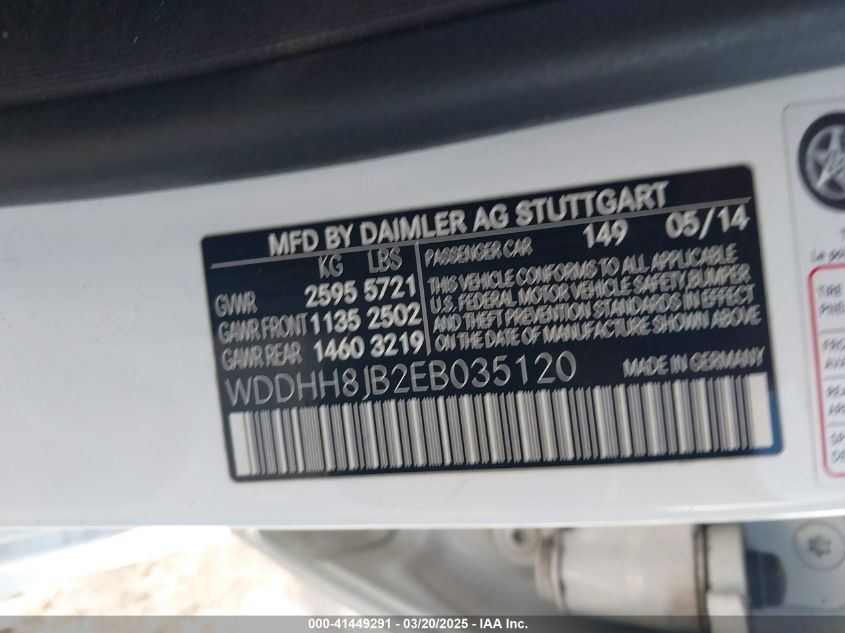 MFD BY DAIMLER AG STUTTGART
KG LBS
GVWR 2595 5721
GAWR FRONT 1135 2502
GAWR REAR 1460 3219
PASSENGER CAR 149 05/14
THIS VEHICLE CONFORMS TO ALL APPLICABLE
U.S. FEDERAL MOTOR VEHICLE SAFETY, BUMPER
AND THEFT PREVENTION STANDARDS IN EFFECT
ON THE DATE OF MANUFACTURE SHOWN ABOVE
WDDHH8JB2EB035120 MADE IN GERMANY
TIRE
000-41449291 - 03/20/2025 - IAA Inc.